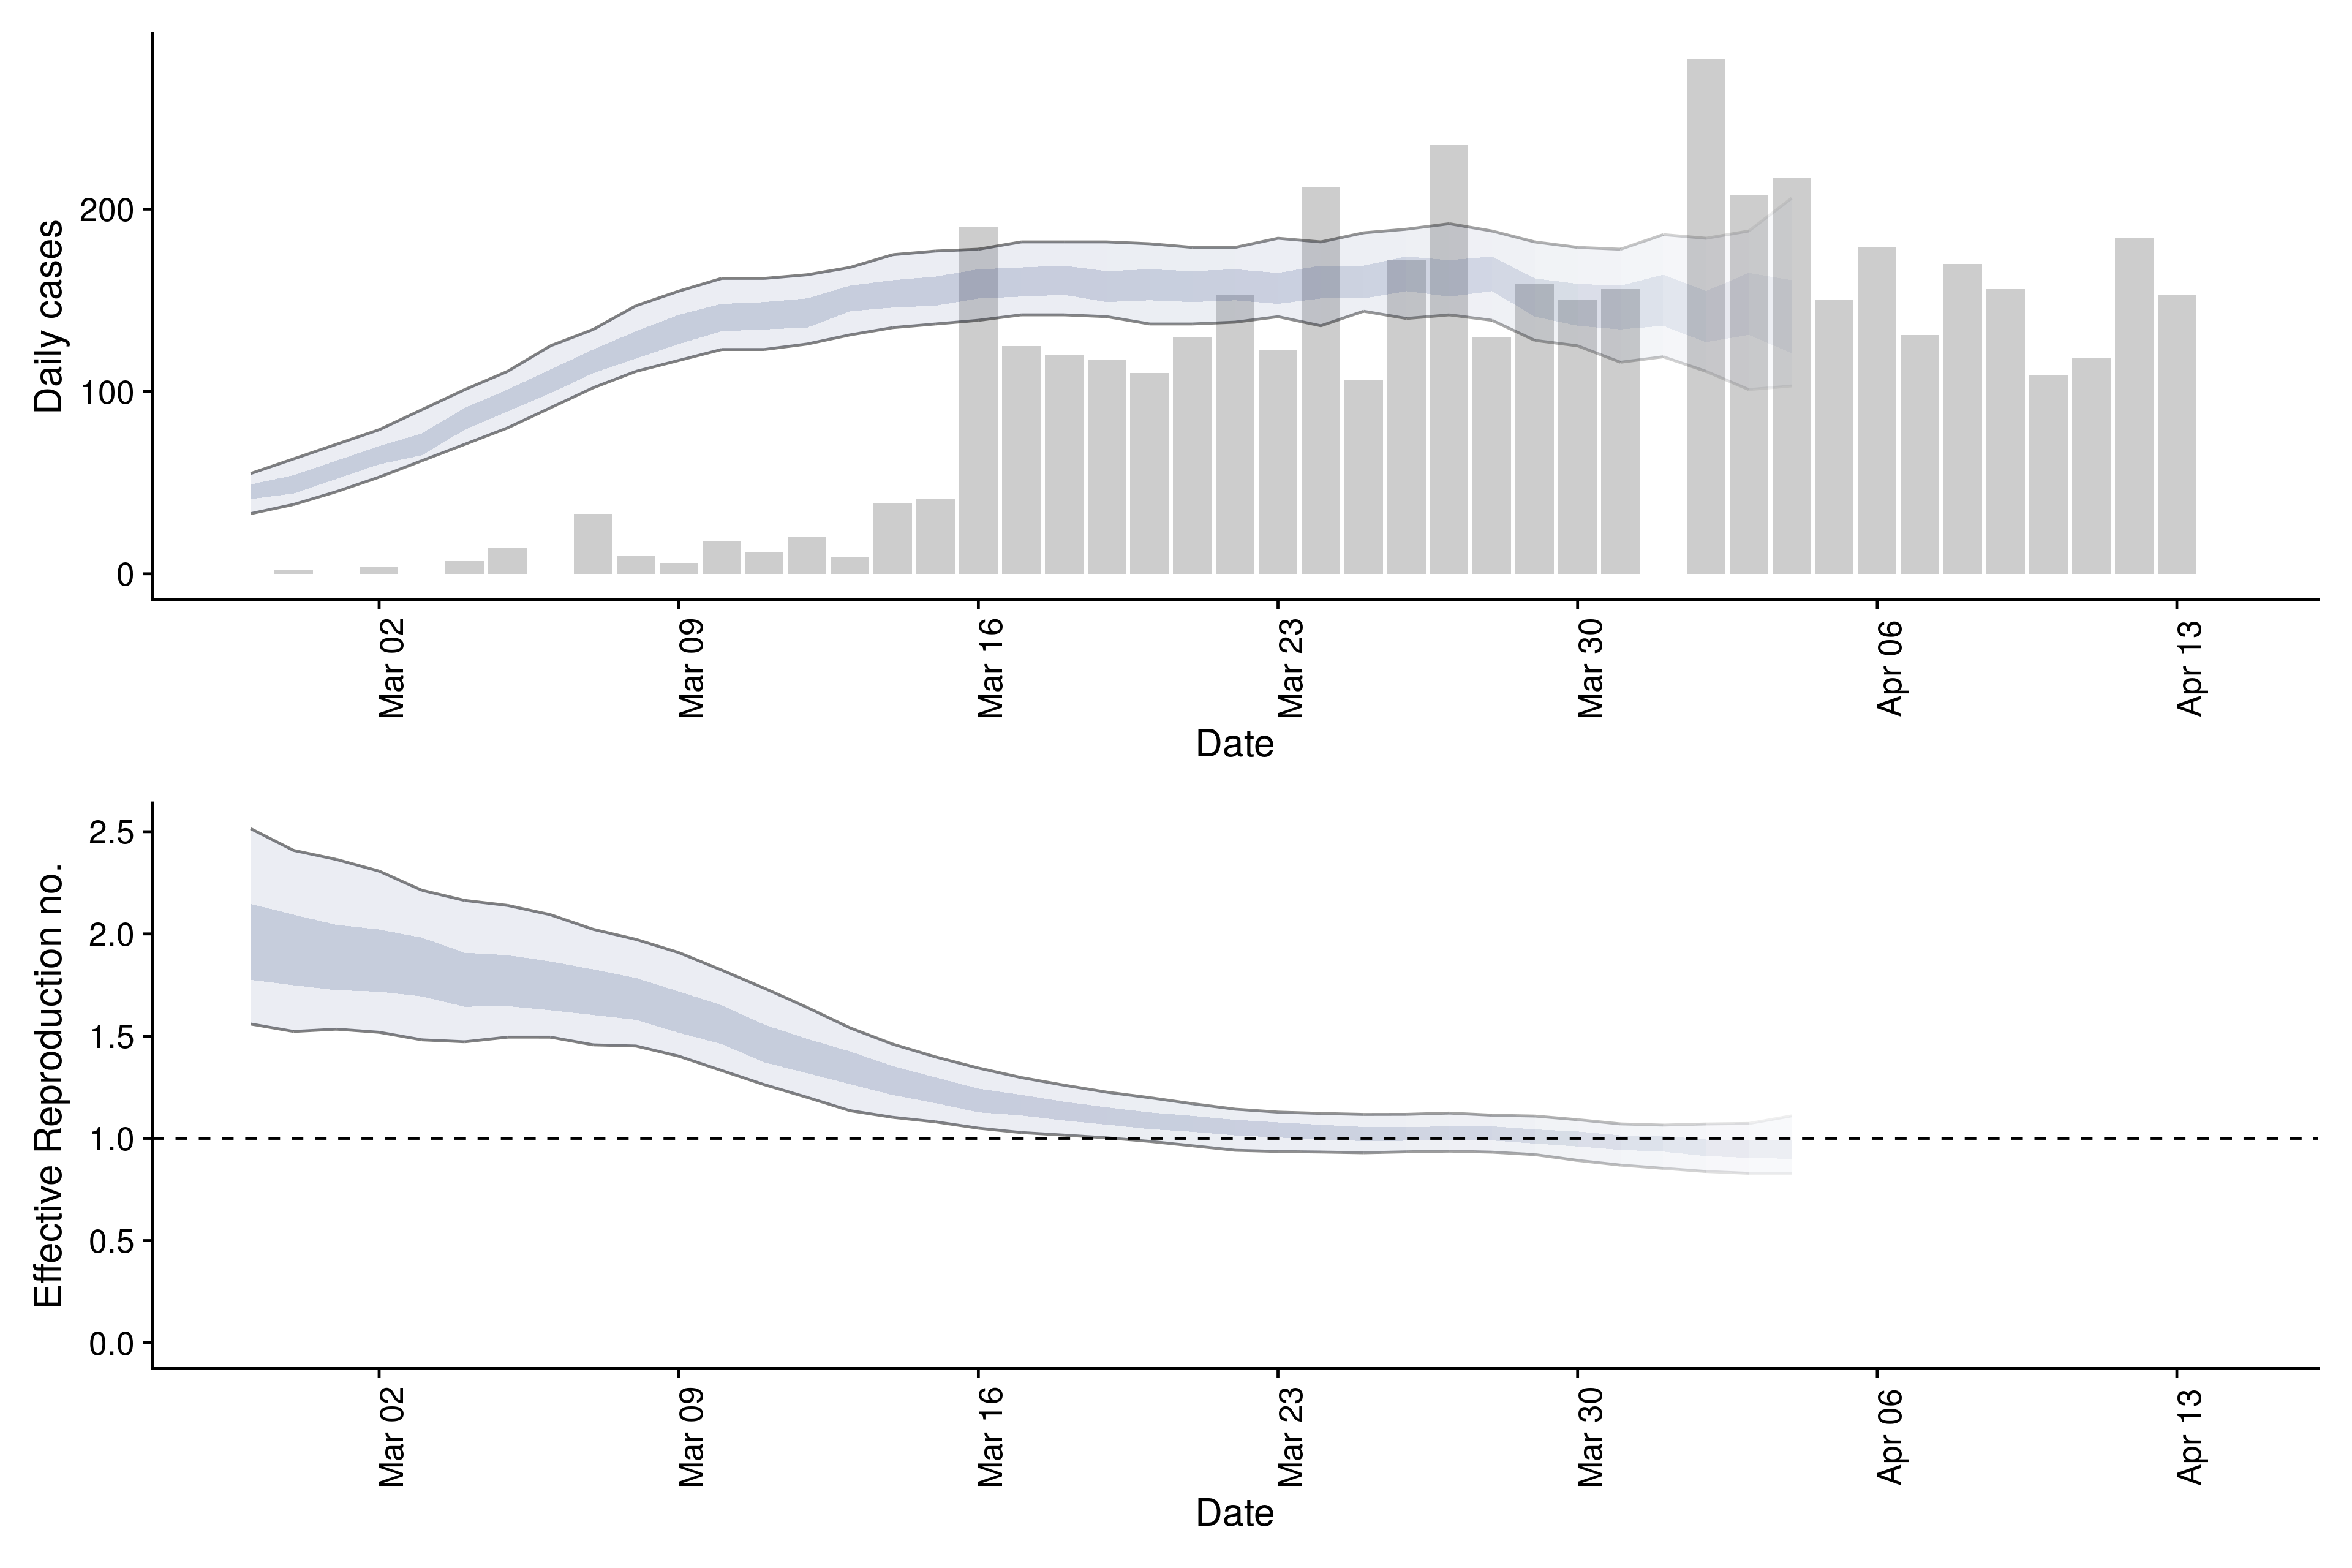 Daily cases
200
100
0
Mar 02
Mar 09
Mar 16
Mar 23
Mar 30
Apr 06
Apr 13
Date
Effective Reproduction no.
2.5
2.0
1.5
1.0
0.5
0.0
Mar 02
Mar 09
Mar 16
Mar 23
Mar 30
Apr 06
Apr 13
Date